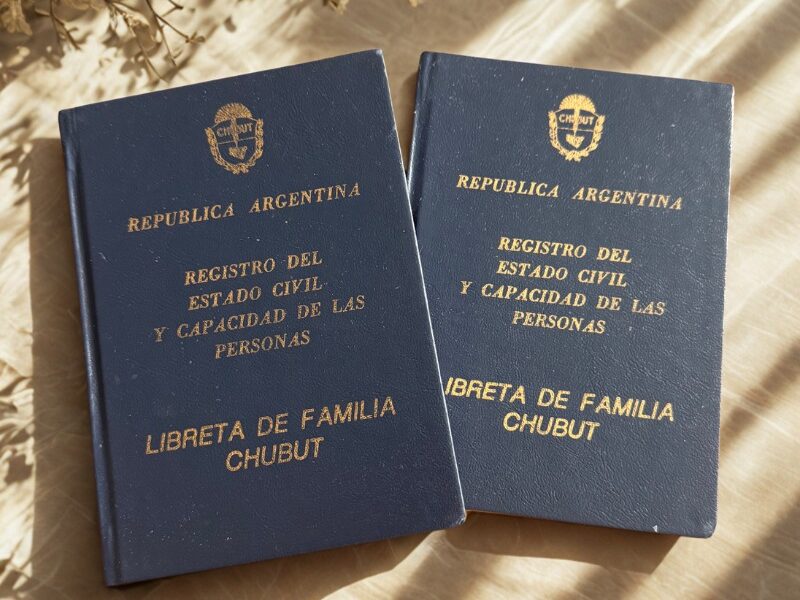 CHUBUT
REPUBLICA ARGENTINA
REGISTRO DEL
ESTADO CIVIL
Y CAPACIDAD DE LAS
PERSONAS
LIBRETA DE FAMILIA
CHUBUT
CHUBUT
REPUBLICA ARGENTINA
REGISTRO DEL
ESTADO CIVIL
Y CAPACIDAD DE LAS
PERSONAS
IBRETA DE FAMILIA
CHUBUT